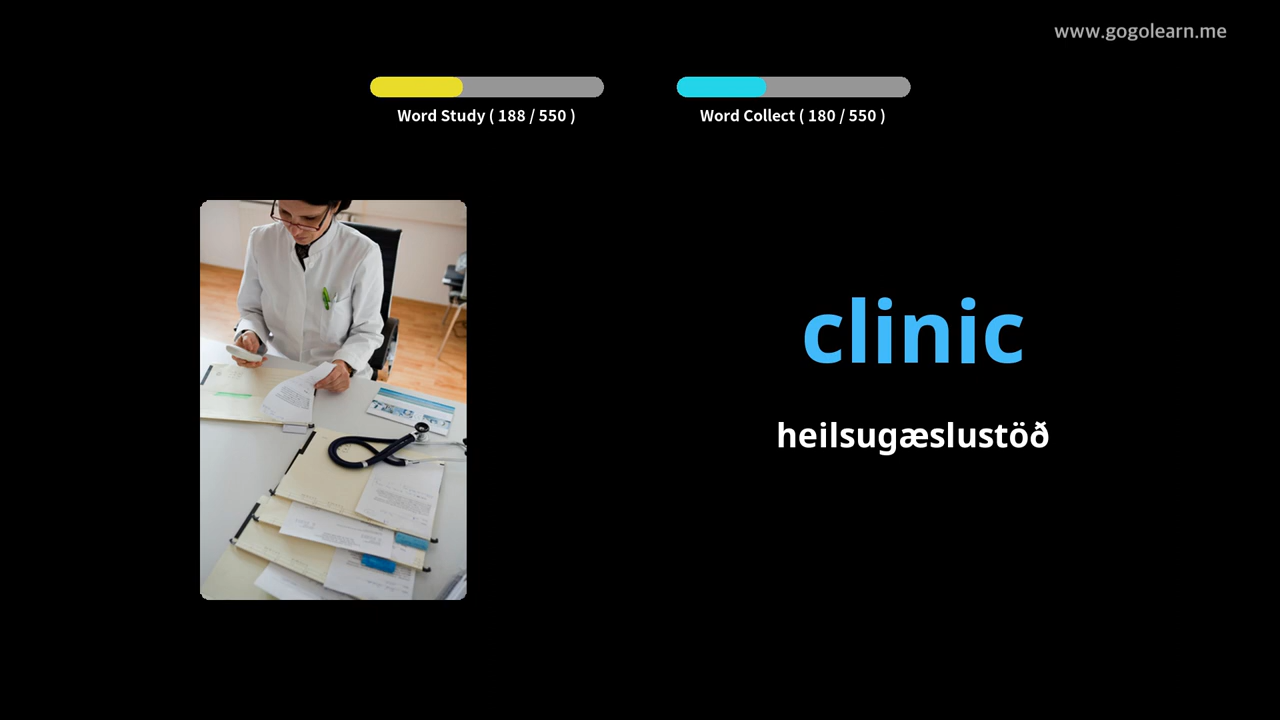 www.gogolearn.me
Word Study ( 188 / 550 )
Word Collect ( 180 / 550 )
clinic
heilsugæslustöð